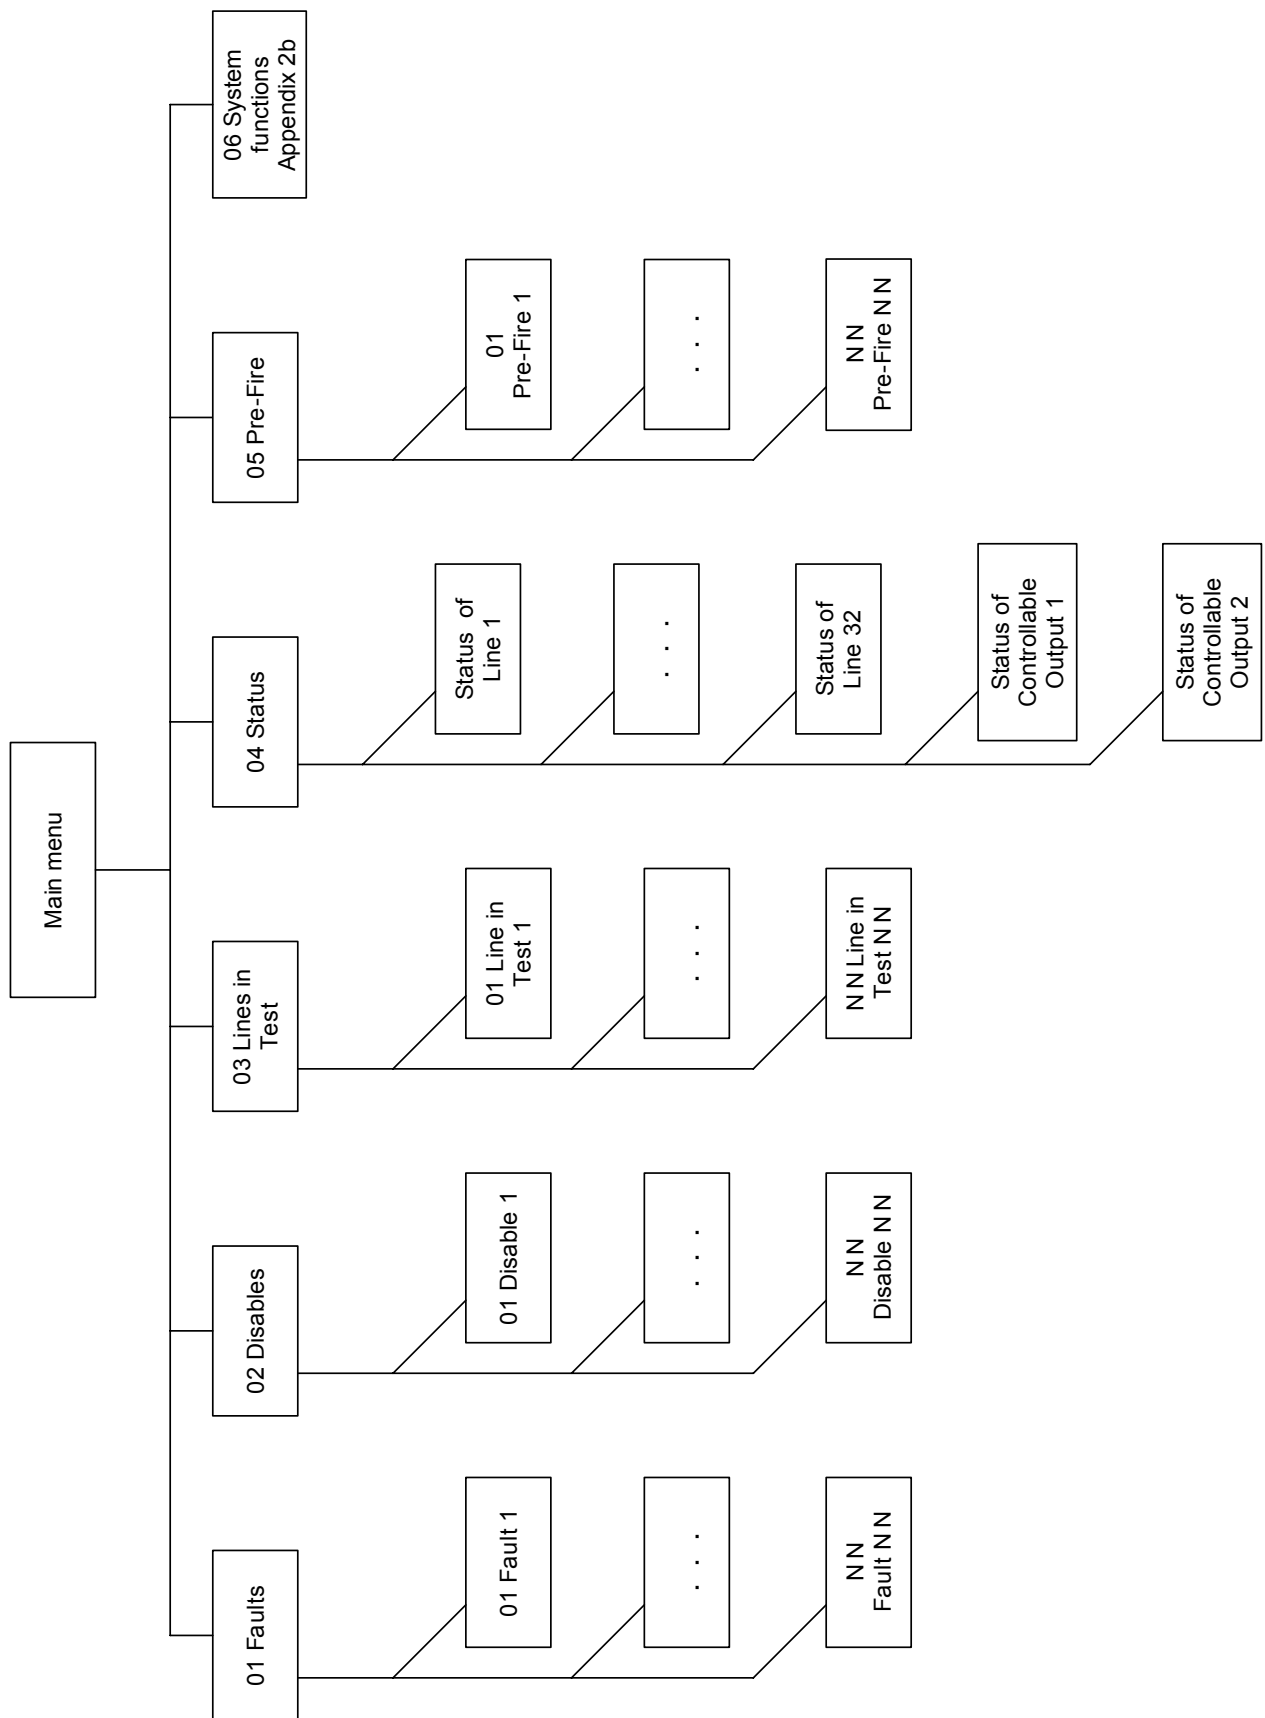 Main menu
01 Faults
02 Disables
03 Lines in
Test
04 Status
05 Pre-Fire
06 System
functions
Appendix 2b
01 Fault 1
. . .
N N
Fault N N
01 Disable 1
. . .
N N
Disable N N
01 Line in
Test 1
. . .
N N Line in
Test N N
Status of
Line 1
. . .
Status of
Line 32
Status of
Controllable
Output 1
Status of
Controllable
Output 2
01
Pre-Fire 1
. . .
N N
Pre-Fire N N